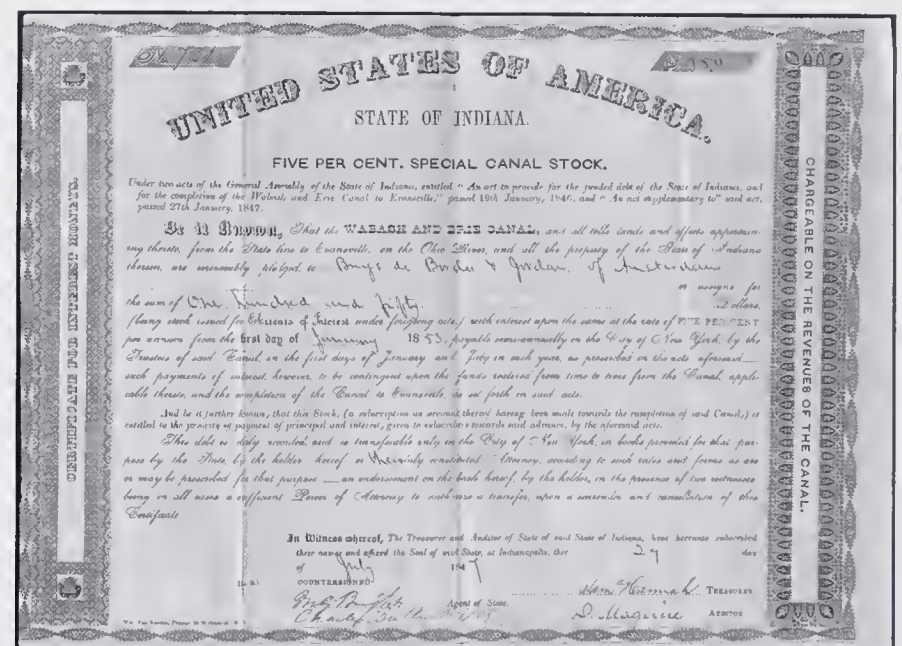 UNITED STATES OF AMERICA.
STATE OF INDIANA.
FIVE PER CENT. SPECIAL CANAL STOCK.
Under two acts of the General Assembly of the State of Indiana, entitled "An act to provide for the funded debt of the State of Indiana, and
for the completion of the Wabash and Erie Canal to Evansville," passed 19th January, 1846, and "An act supplementary to" said act,
passed 27th January, 1847.
Be it Known, That the WABASH AND ERIE CANAL, and all tolls lands and effects appertain-
ing thereto, from the State line to Evansville, on the Ohio River, and all the property of the State of Indiana
therein, are irrevocably pledged to Buys de Bordes & Jordan of Amsterdam
or assigns for
the sum of One hundred and fifty. Dollars,
(being stock issued for Arrears of Interest under foregoing acts,) with interest upon the same at the rate of FIVE PER CENT
per annum from the first day of January 1853, payable semi-annually in the City of New York, by the
Trustees of said Canal, on the first days of January and July in each year, as prescribed in the acts aforesaid—
such payments of interest, however, to be contingent upon the funds realized from time to time from the Canal, appli-
cable thereto, and the completion of the Canal to Evansville, as set forth in said acts.
And be it further known, that this Stock, (a subscription on account thereof having been made towards the completion of said Canal,) is
entitled to the priority of payment of principal and interest, given to subscribers towards said advance, by the aforesaid acts.
This debt is duly recorded and is transferable only in the City of New York, in books provided for that pur-
pose by the State, by the holder hereof or duly constituted Attorney, according to such rules and forms as are
or may be prescribed for that purpose — an endorsement on the back hereof, by the holder, in the presence of two witnesses
being in all cases a sufficient Power of Attorney to authorise a transfer, upon a surrender and cancellation of this
Certificate
In Witness whereof, The Treasurer and Auditor of State of said State of Indiana, have hereunto subscribed
their names and affixed the Seal of said State, at Indianapolis, this 27 day
of July 1847
(L.S.) COUNTERSIGNED
Agent of State.
Sam Hannah TREASURER
D. Maguire AUDITOR
CERTIFICATE FOR INTEREST MONEYS.
CHARGEABLE ON THE REVENUES OF THE CANAL.